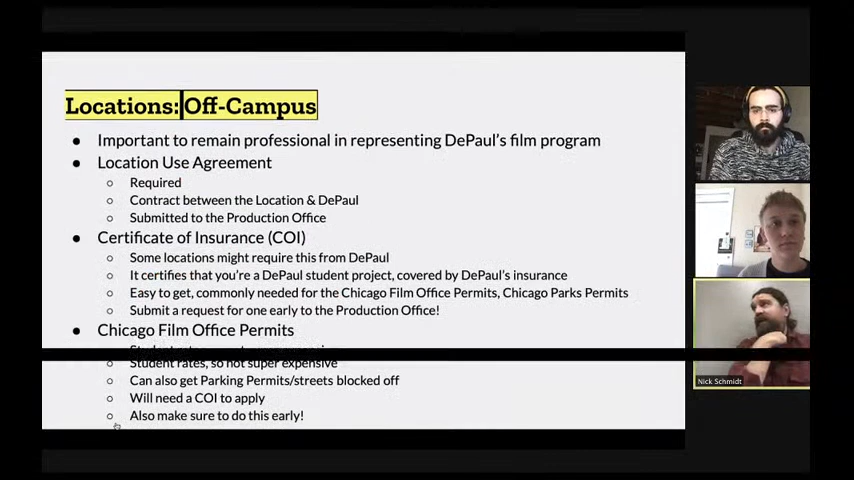 Locations: Off-Campus
● Important to remain professional in representing DePaul's film program
● Location Use Agreement
○ Required
○ Contract between the Location & DePaul
○ Submitted to the Production Office
● Certificate of Insurance (COI)
○ Some locations might require this from DePaul
○ It certifies that you're a DePaul student project, covered by DePaul's insurance
○ Easy to get, commonly needed for the Chicago Film Office Permits, Chicago Parks Permits
○ Submit a request for one early to the Production Office!
● Chicago Film Office Permits
○ Student rates, so not super expensive
○ Can also get Parking Permits/streets blocked off
○ Will need a COI to apply
○ Also make sure to do this early!
Nick Schmidt